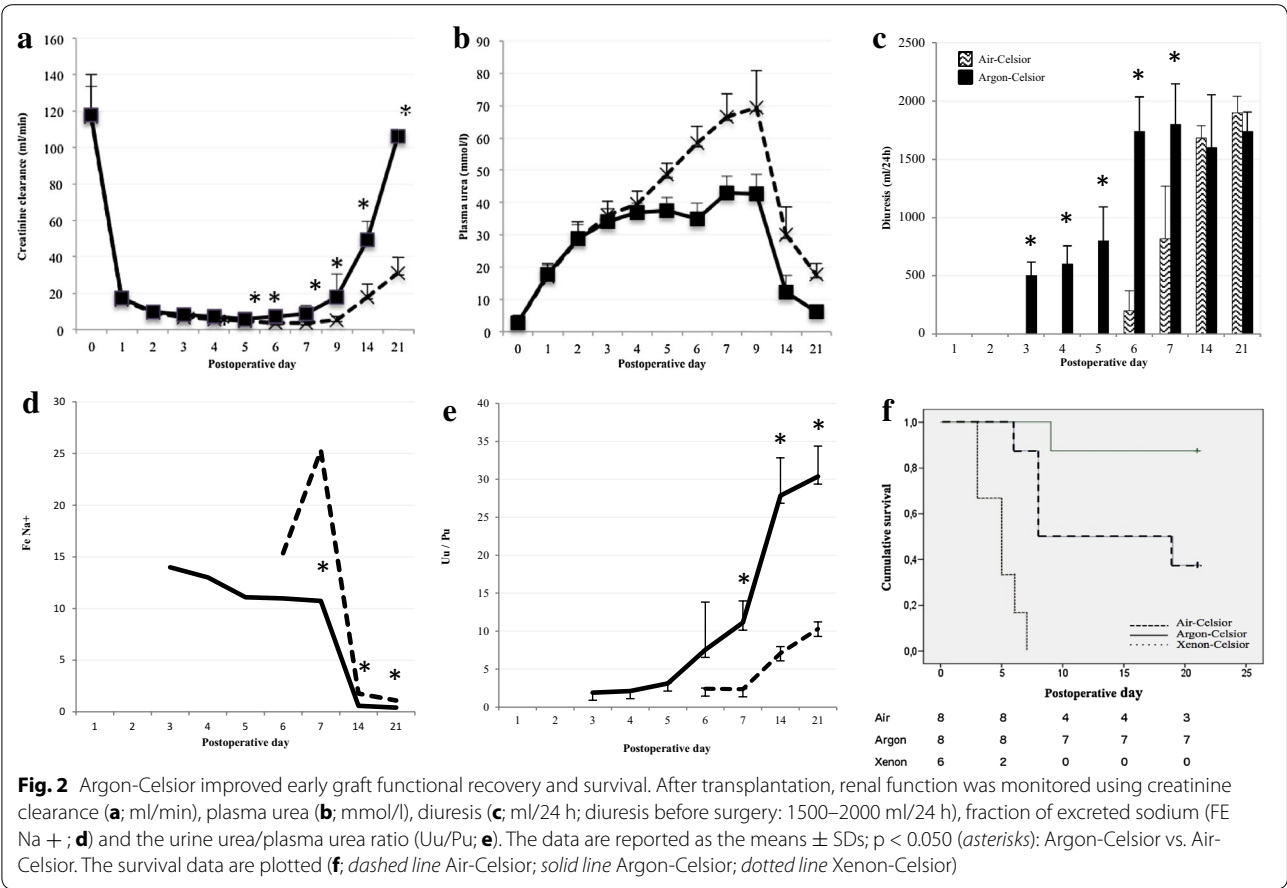 a
b
c
Creatinine clearance (ml/min)
160
140
120
100
80
60
40
20
0
0 1 2 3 4 5 6 7 9 14 21
Postoperative day
* * * * * *
Plasma urea (mmol/l)
90
80
70
60
50
40
30
20
10
0
0 1 2 3 4 5 6 7 9 14 21
Postoperative day
Diuresis (ml/24h)
2500
2000
1500
1000
500
0
Air-Celsior
Argon-Celsior
* * * * *
1 2 3 4 5 6 7 14 21
Postoperative day
d
e
f
Fe Na+
30
25
20
15
10
5
0
* * *
1 2 3 4 5 6 7 14 21
Postoperative day
Uu / Pu
40
35
30
25
20
15
10
5
0
* * *
1 2 3 4 5 6 7 14 21
Postoperative day
Cumulative survival
1,0
0,8
0,6
0,4
0,2
0,0
Air-Celsior
Argon-Celsior
Xenon-Celsior
0 5 10 15 20 25
Postoperative day
Air 8 8 4 4 3
Argon 8 8 7 7 7
Xenon 6 2 0 0 0
Fig. 2 Argon-Celsior improved early graft functional recovery and survival. After transplantation, renal function was monitored using creatinine
clearance (a; ml/min), plasma urea (b; mmol/l), diuresis (c; ml/24 h; diuresis before surgery: 1500–2000 ml/24 h), fraction of excreted sodium (FE
Na + ; d) and the urine urea/plasma urea ratio (Uu/Pu; e). The data are reported as the means ± SDs; p < 0.050 (asterisks): Argon-Celsior vs. Air-
Celsior. The survival data are plotted (f; dashed line Air-Celsior; solid line Argon-Celsior; dotted line Xenon-Celsior)